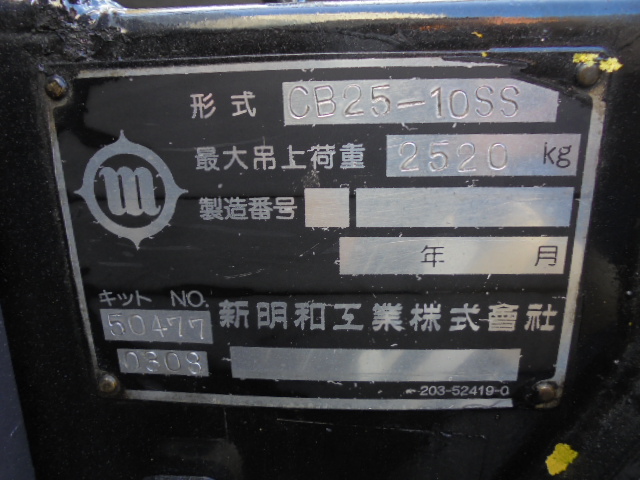 形式 CB25-10SS
最大吊上荷重 2520 kg
製造番号
年 月
キット NO.
50477
0308
新明和工業株式會社
203-52419-0
m